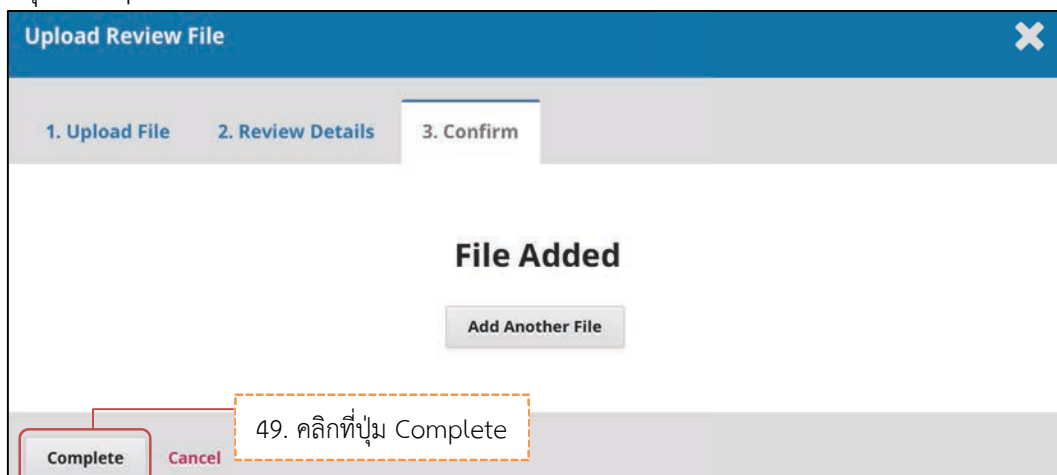 Upload Review File
1. Upload File 2. Review Details 3. Confirm
File Added
Add Another File
49. คลิกที่ปุ่ม Complete
Complete Cancel